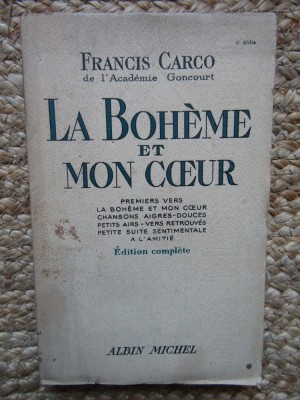 FRANCIS CARCO
de l'Académie Goncourt
LA BOHÈME
ET
MON CŒUR
PREMIERS VERS
LA BOHÈME ET MON CŒUR
CHANSONS AIGRES-DOUCES
PETITS AIRS - VERS RETROUVÉS
PETITE SUITE SENTIMENTALE
A L'AMITIÉ
Édition complète
ALBIN MICHEL